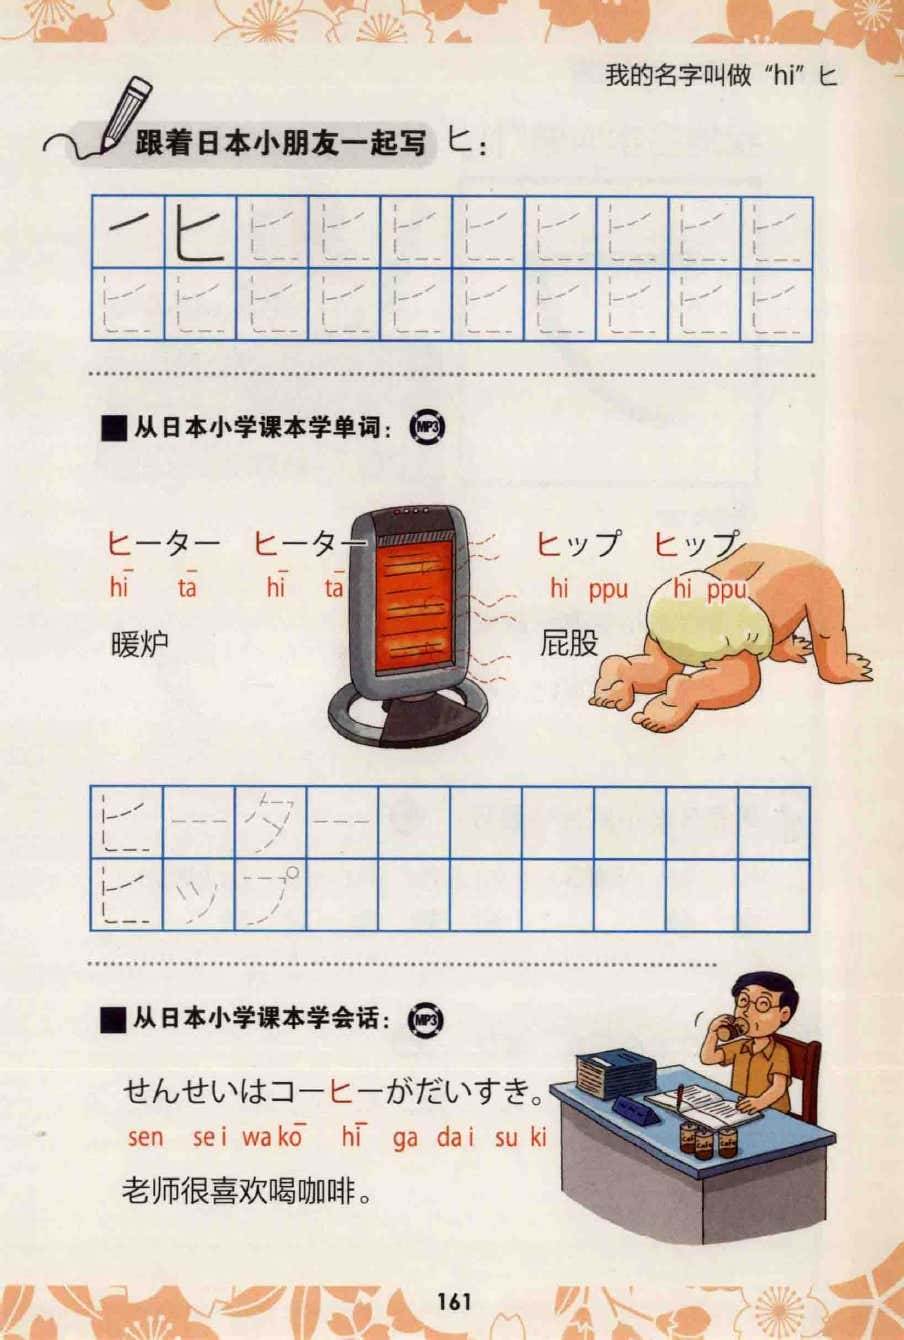 我的名字叫做“hi”ヒ
跟着日本小朋友一起写 ヒ:
㇀ ヒ ヒ ヒ ヒ ヒ ヒ ヒ ヒ ヒ
ヒ ヒ ヒ ヒ ヒ ヒ ヒ ヒ ヒ ヒ
■从日本小学课本学单词: MP3
ヒーター ヒーター ヒップ ヒップ
hī tā hī tā hi ppu hi ppu
暖炉 屁股
ヒーター
ヒップ
■从日本小学课本学会话: MP3
せんせいはコーヒーがだいすき。
sen sei wa kō hī ga dai su ki
老师很喜欢喝咖啡。
161